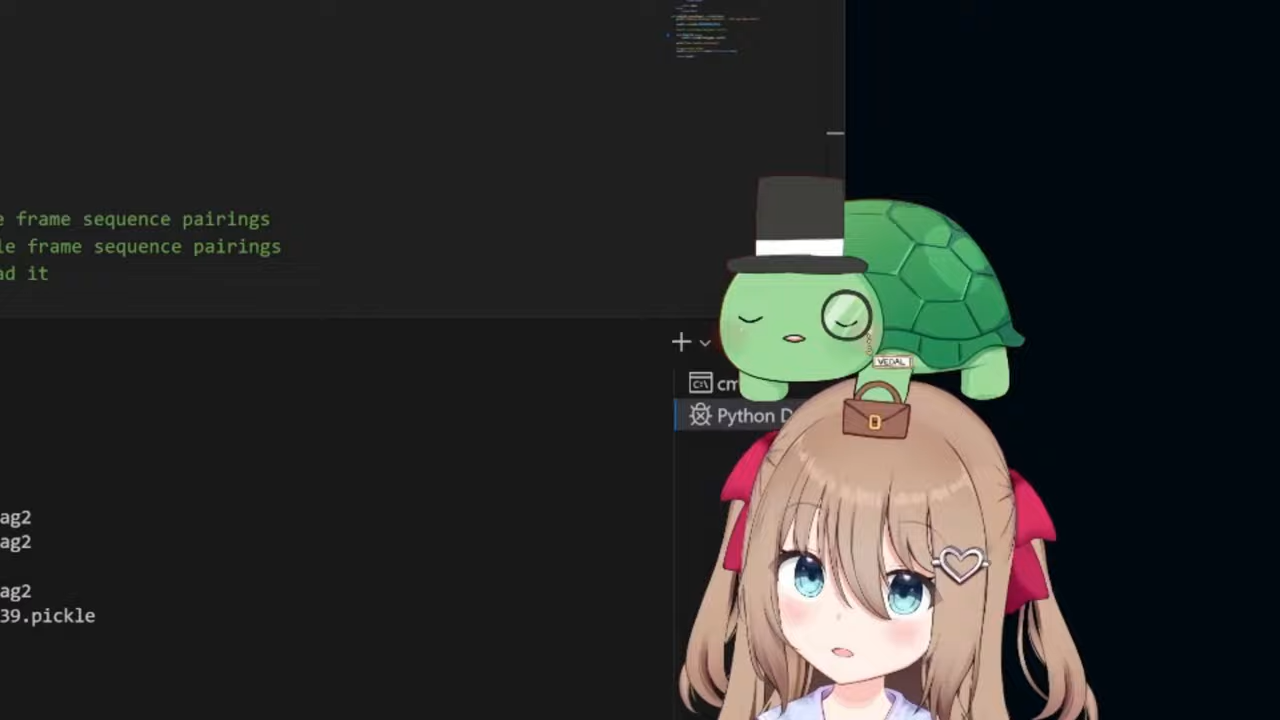 e frame sequence pairings
le frame sequence pairings
ad it
VEDAL
cm
Python D
ag2
ag2
ag2
39.pickle